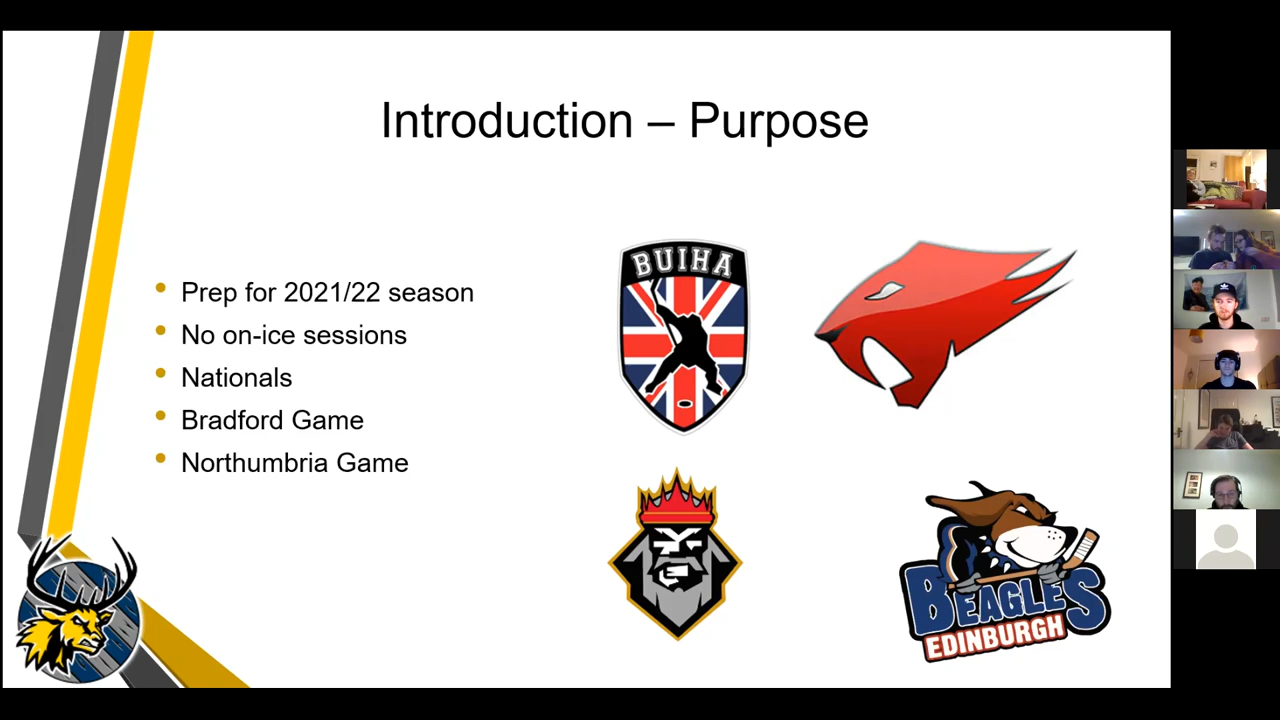 Introduction – Purpose
Prep for 2021/22 season
No on-ice sessions
Nationals
Bradford Game
Northumbria Game
BUIHA
BEAGLES
EDINBURGH